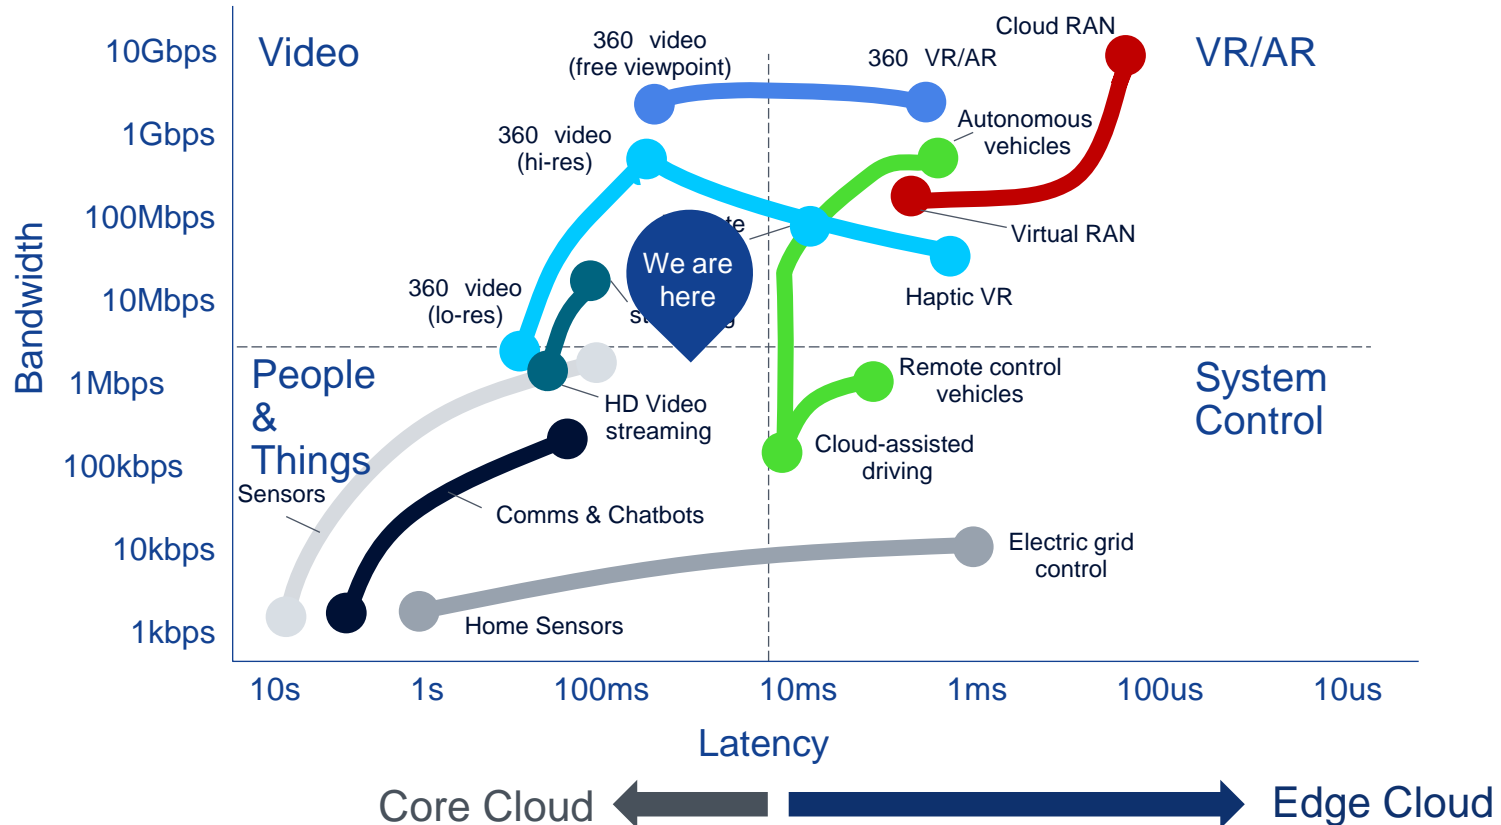 Cloud RAN
360 video
(free viewpoint)
360 VR/AR
10Gbps
Video
VR/AR
Autonomous
vehicles
1Gbps
360 video
(hi-res)
100Mbps
Virtual RAN
Bandwidth
We are
here
360 video
(lo-res)
10Mbps
Haptic VR
People
&
Things
1Mbps
Remote control
vehicles
System
Control
HD Video
streaming
100kbps
Cloud-assisted
driving
Sensors
Comms & Chatbots
10kbps
Electric grid
control
1kbps
Home Sensors
10s
1s
100ms
10ms
1ms
100us
10us
Latency
Core Cloud
Edge Cloud